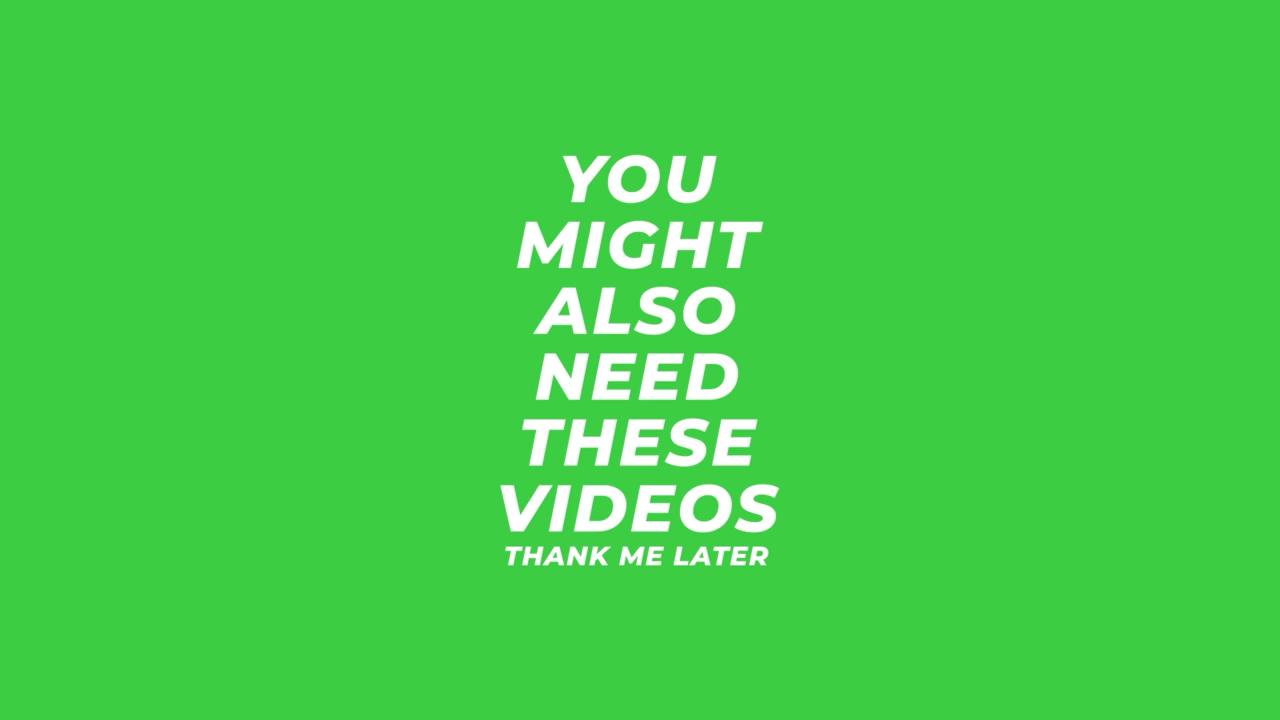 YOU
MIGHT
ALSO
NEED
THESE
VIDEOS
THANK ME LATER